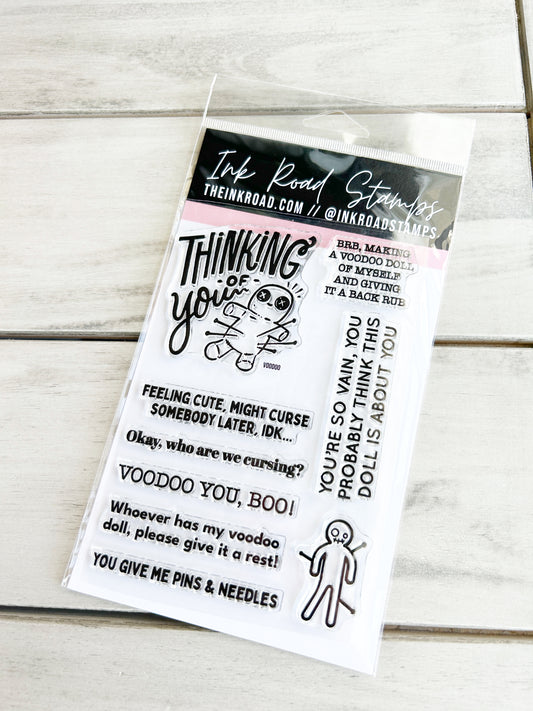 Ink Road Stamps
THEINKROAD.COM // @INKROADSTAMPS
THINKING
OF
you
VOODOO
BRB, MAKING
A VOODOO DOLL
OF MYSELF
AND GIVING
IT A BACK RUB
YOU'RE SO VAIN, YOU
PROBABLY THINK THIS
DOLL IS ABOUT YOU
FEELING CUTE, MIGHT CURSE
SOMEBODY LATER, IDK...
Okay, who are we cursing?
VOODOO YOU, BOO!
Whoever has my voodoo
doll, please give it a rest!
YOU GIVE ME PINS & NEEDLES